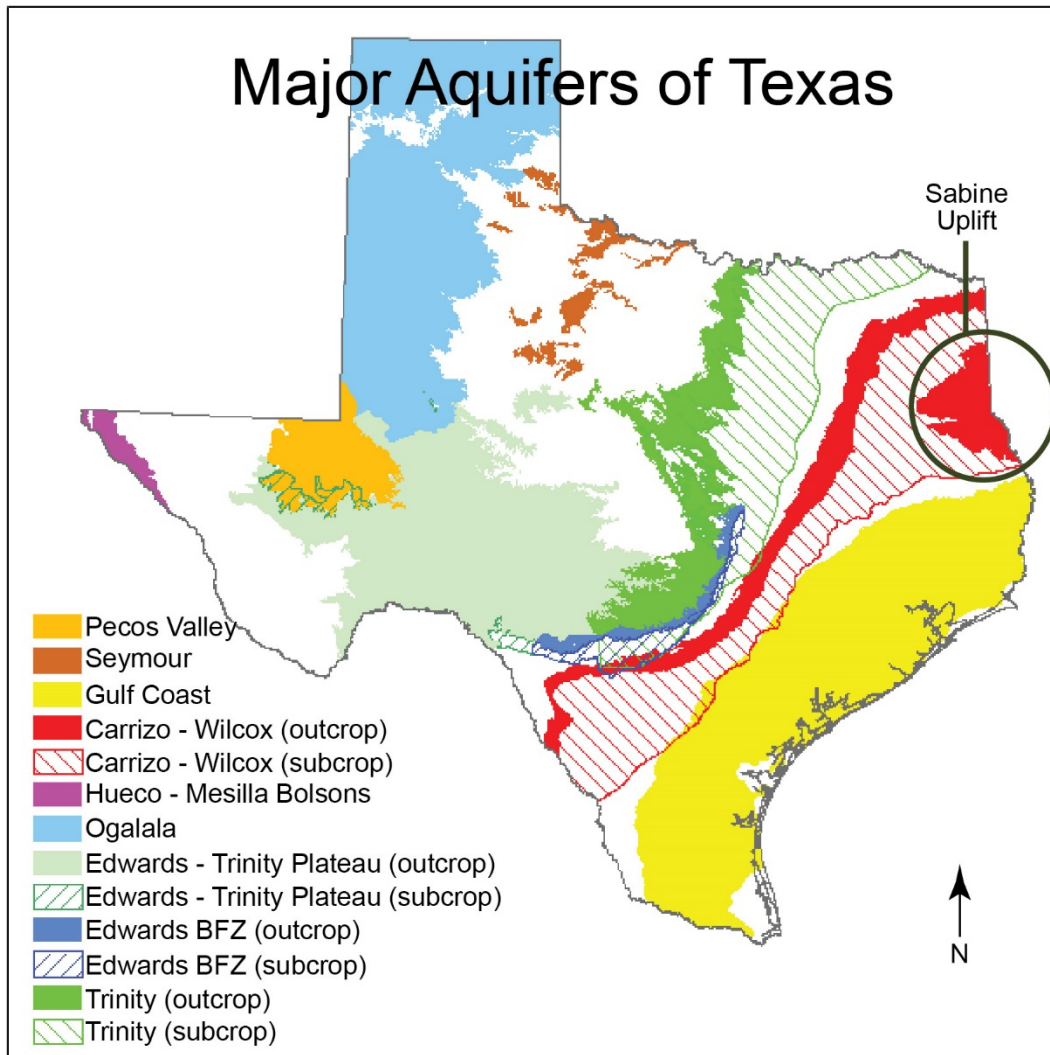 Major Aquifers of Texas
Sabine
Uplift
Pecos Valley
Seymour
Gulf Coast
Carrizo - Wilcox (outcrop)
Carrizo - Wilcox (subcrop)
Hueco - Mesilla Bolsons
Ogalala
Edwards - Trinity Plateau (outcrop)
Edwards - Trinity Plateau (subcrop)
Edwards BFZ (outcrop)
Edwards BFZ (subcrop)
Trinity (outcrop)
Trinity (subcrop)
N